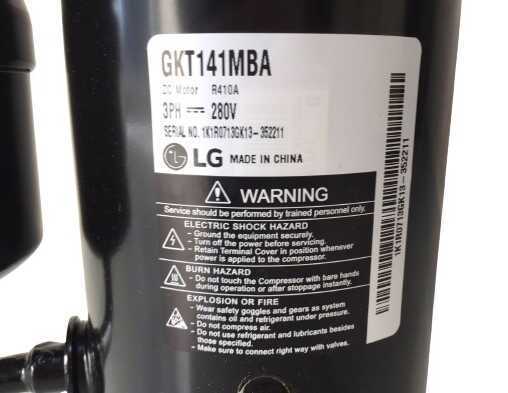 GKT141MBA
DC Motor R410A
3PH ⎓ 280V
SERIAL NO. 1K1R0713GK13-352211
LG MADE IN CHINA
1K1R0713GK13-352211
WARNING
Service should be performed by trained personnel only.
ELECTRIC SHOCK HAZARD
- Ground the equipment securely.
- Turn off the power before servicing.
- Retain Terminal Cover in position whenever
power is applied to the compressor.
BURN HAZARD
- Do not touch the Compressor with bare hands
during operation or after stoppage instantly.
EXPLOSION OR FIRE
- Wear safety goggles and gears as system
contains oil and refrigerant under pressure.
- Do not compress air.
- Do not use refrigerant and lubricants besides
those specified.
- Make sure to connect right way with valves.